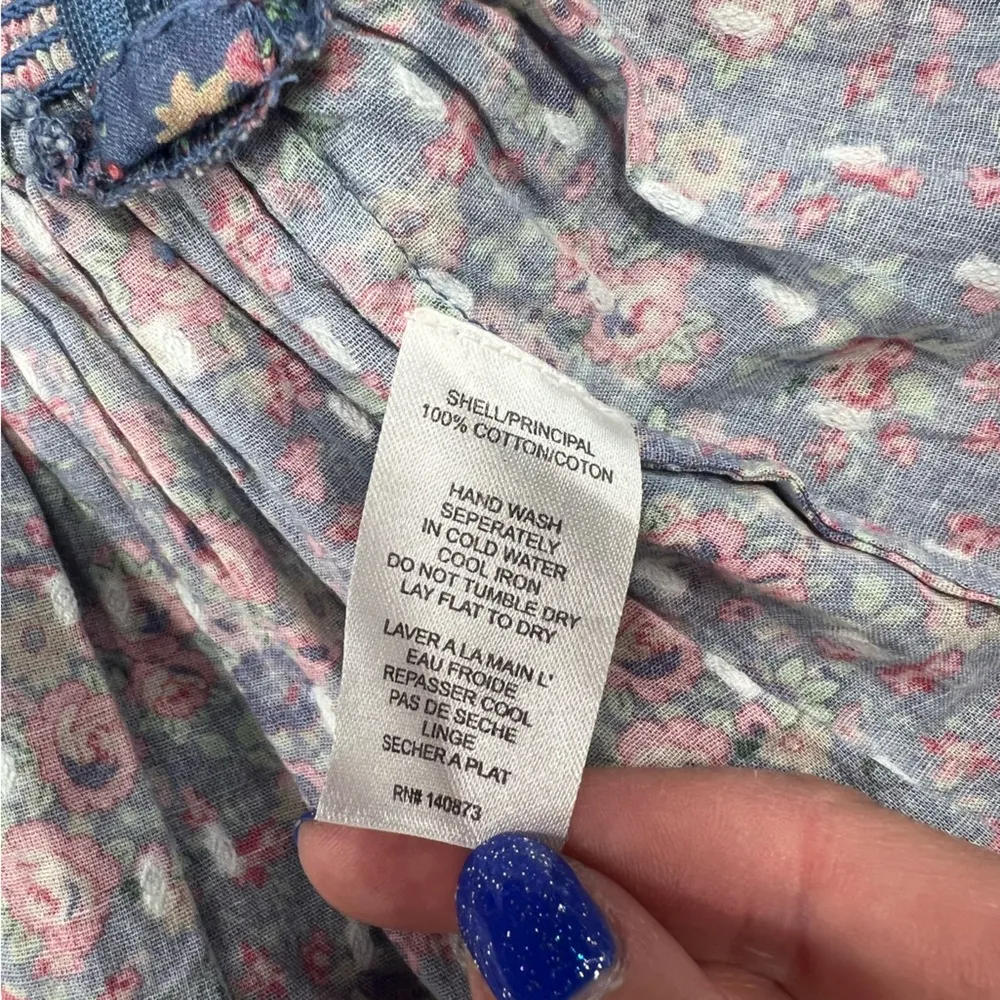 SHELL/PRINCIPAL
100% COTTON/COTON
HAND WASH
SEPERATELY
IN COLD WATER
COOL IRON
DO NOT TUMBLE DRY
LAY FLAT TO DRY
LAVER A LA MAIN L'
EAU FROIDE
REPASSER COOL
PAS DE SECHE
LINGE
SECHER A PLAT
RN# 140873